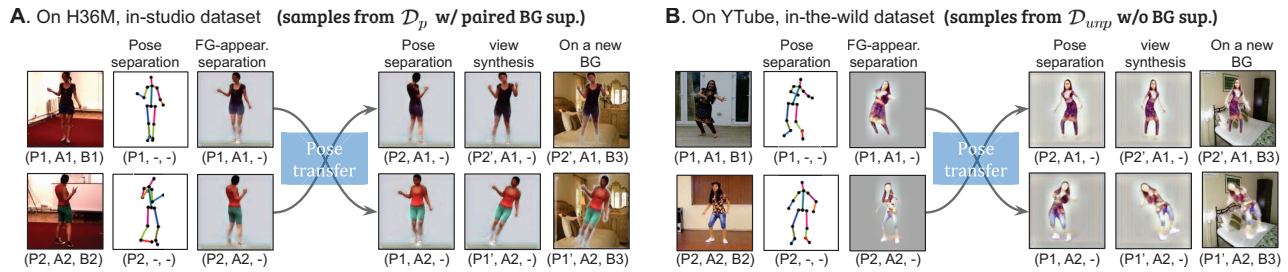 A. On H36M, in-studio dataset (samples from 𝒟p w/ paired BG sup.)
Pose separation
FG-appear. separation
Pose separation
view synthesis
On a new BG
(P1, A1, B1)
(P1, -, -)
(P1, A1, -)
Pose transfer
(P2, A1, -)
(P2', A1, -)
(P2', A1, B3)
(P2, A2, B2)
(P2, -, -)
(P2, A2, -)
(P1, A2, -)
(P1', A2, -)
(P1', A2, B3)
B. On YTube, in-the-wild dataset (samples from 𝒟unp w/o BG sup.)
Pose separation
FG-appear. separation
Pose separation
view synthesis
On a new BG
(P1, A1, B1)
(P1, -, -)
(P1, A1, -)
Pose transfer
(P2, A1, -)
(P2', A1, -)
(P2', A1, B3)
(P2, A2, B2)
(P2, -, -)
(P2, A2, -)
(P1, A2, -)
(P1', A2, -)
(P1', A2, B3)